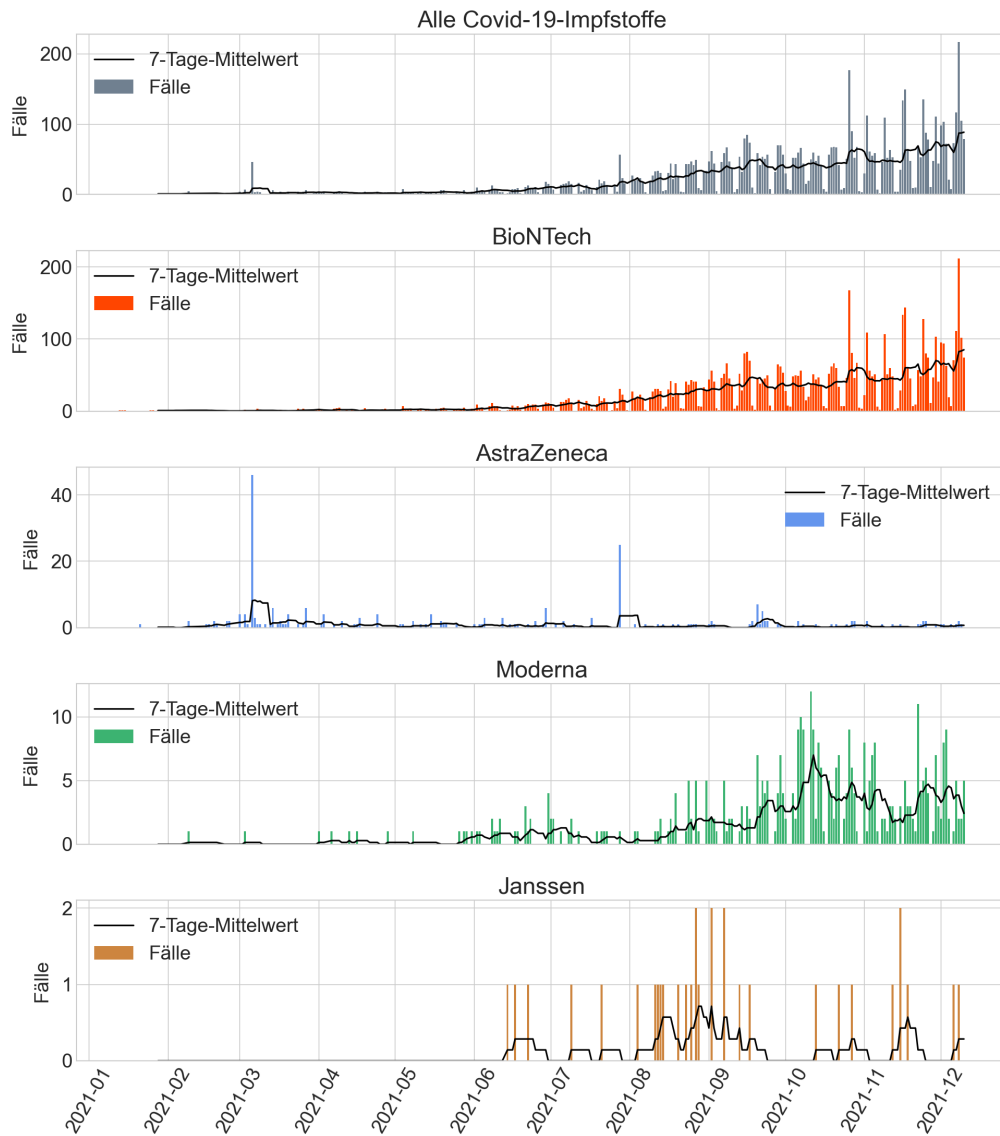 Alle Covid-19-Impfstoffe
200
100
0
Fälle
7-Tage-Mittelwert
Fälle
BioNTech
200
100
0
Fälle
7-Tage-Mittelwert
Fälle
AstraZeneca
40
20
0
Fälle
7-Tage-Mittelwert
Fälle
Moderna
10
5
0
Fälle
7-Tage-Mittelwert
Fälle
Janssen
2
1
0
Fälle
7-Tage-Mittelwert
Fälle
2021-01
2021-02
2021-03
2021-04
2021-05
2021-06
2021-07
2021-08
2021-09
2021-10
2021-11
2021-12